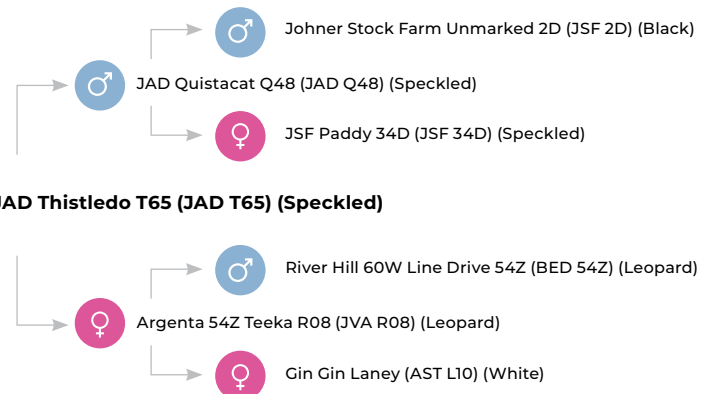 Johner Stock Farm Unmarked 2D (JSF 2D) (Black)
JAD Quistacat Q48 (JAD Q48) (Speckled)
JSF Paddy 34D (JSF 34D) (Speckled)
JAD Thistledo T65 (JAD T65) (Speckled)
River Hill 60W Line Drive 54Z (BED 54Z) (Leopard)
Argenta 54Z Teeka R08 (JVA R08) (Leopard)
Gin Gin Laney (AST L10) (White)